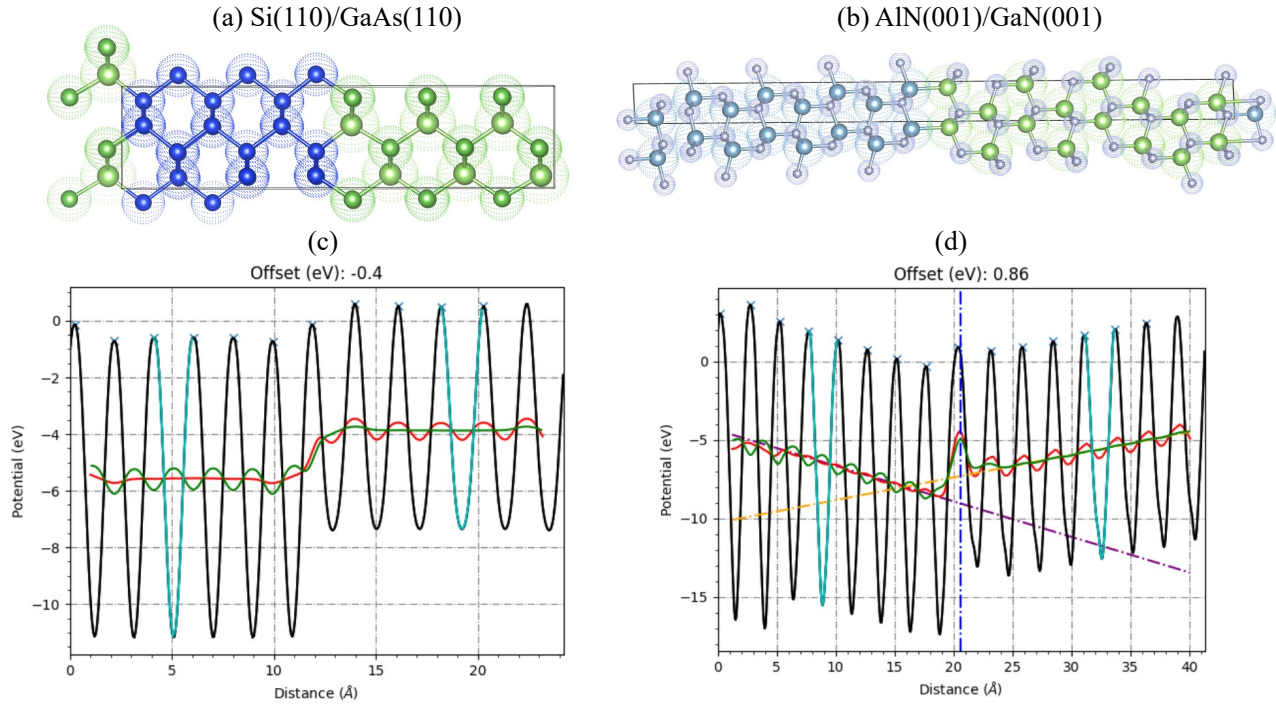 (a) Si(110)/GaAs(110)
(b) AlN(001)/GaN(001)
(c)
(d)
Offset (eV): -0.4
Offset (eV): 0.86
Potential (eV)
0
−2
−4
−6
−8
−10
0
5
10
15
20
Distance (Å)
Potential (eV)
0
−5
−10
−15
0
5
10
15
20
25
30
35
40
Distance (Å)